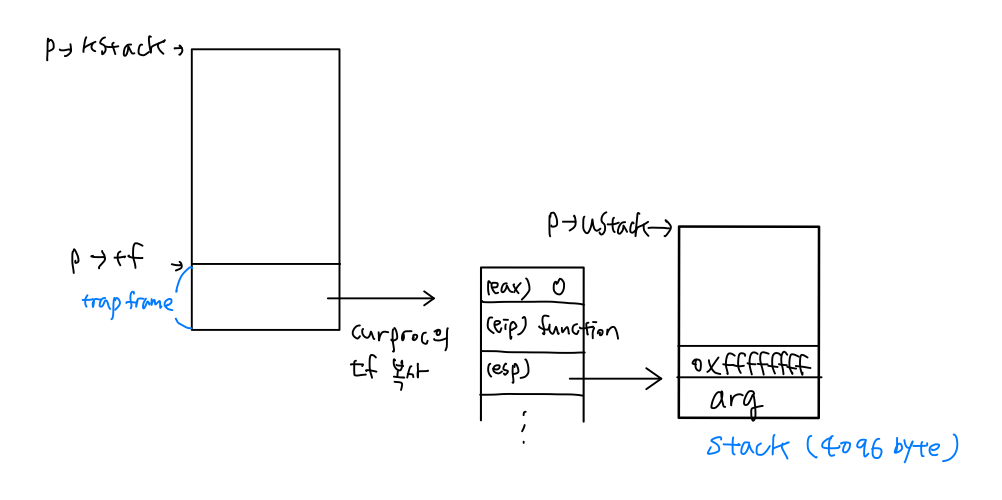 p→kstack→
p→tf →
trap frame
curproc의
tf 복사
(eax) 0
(eip) function
(esp)
p→ustack→
0xffffffff
arg
stack (4096 byte)